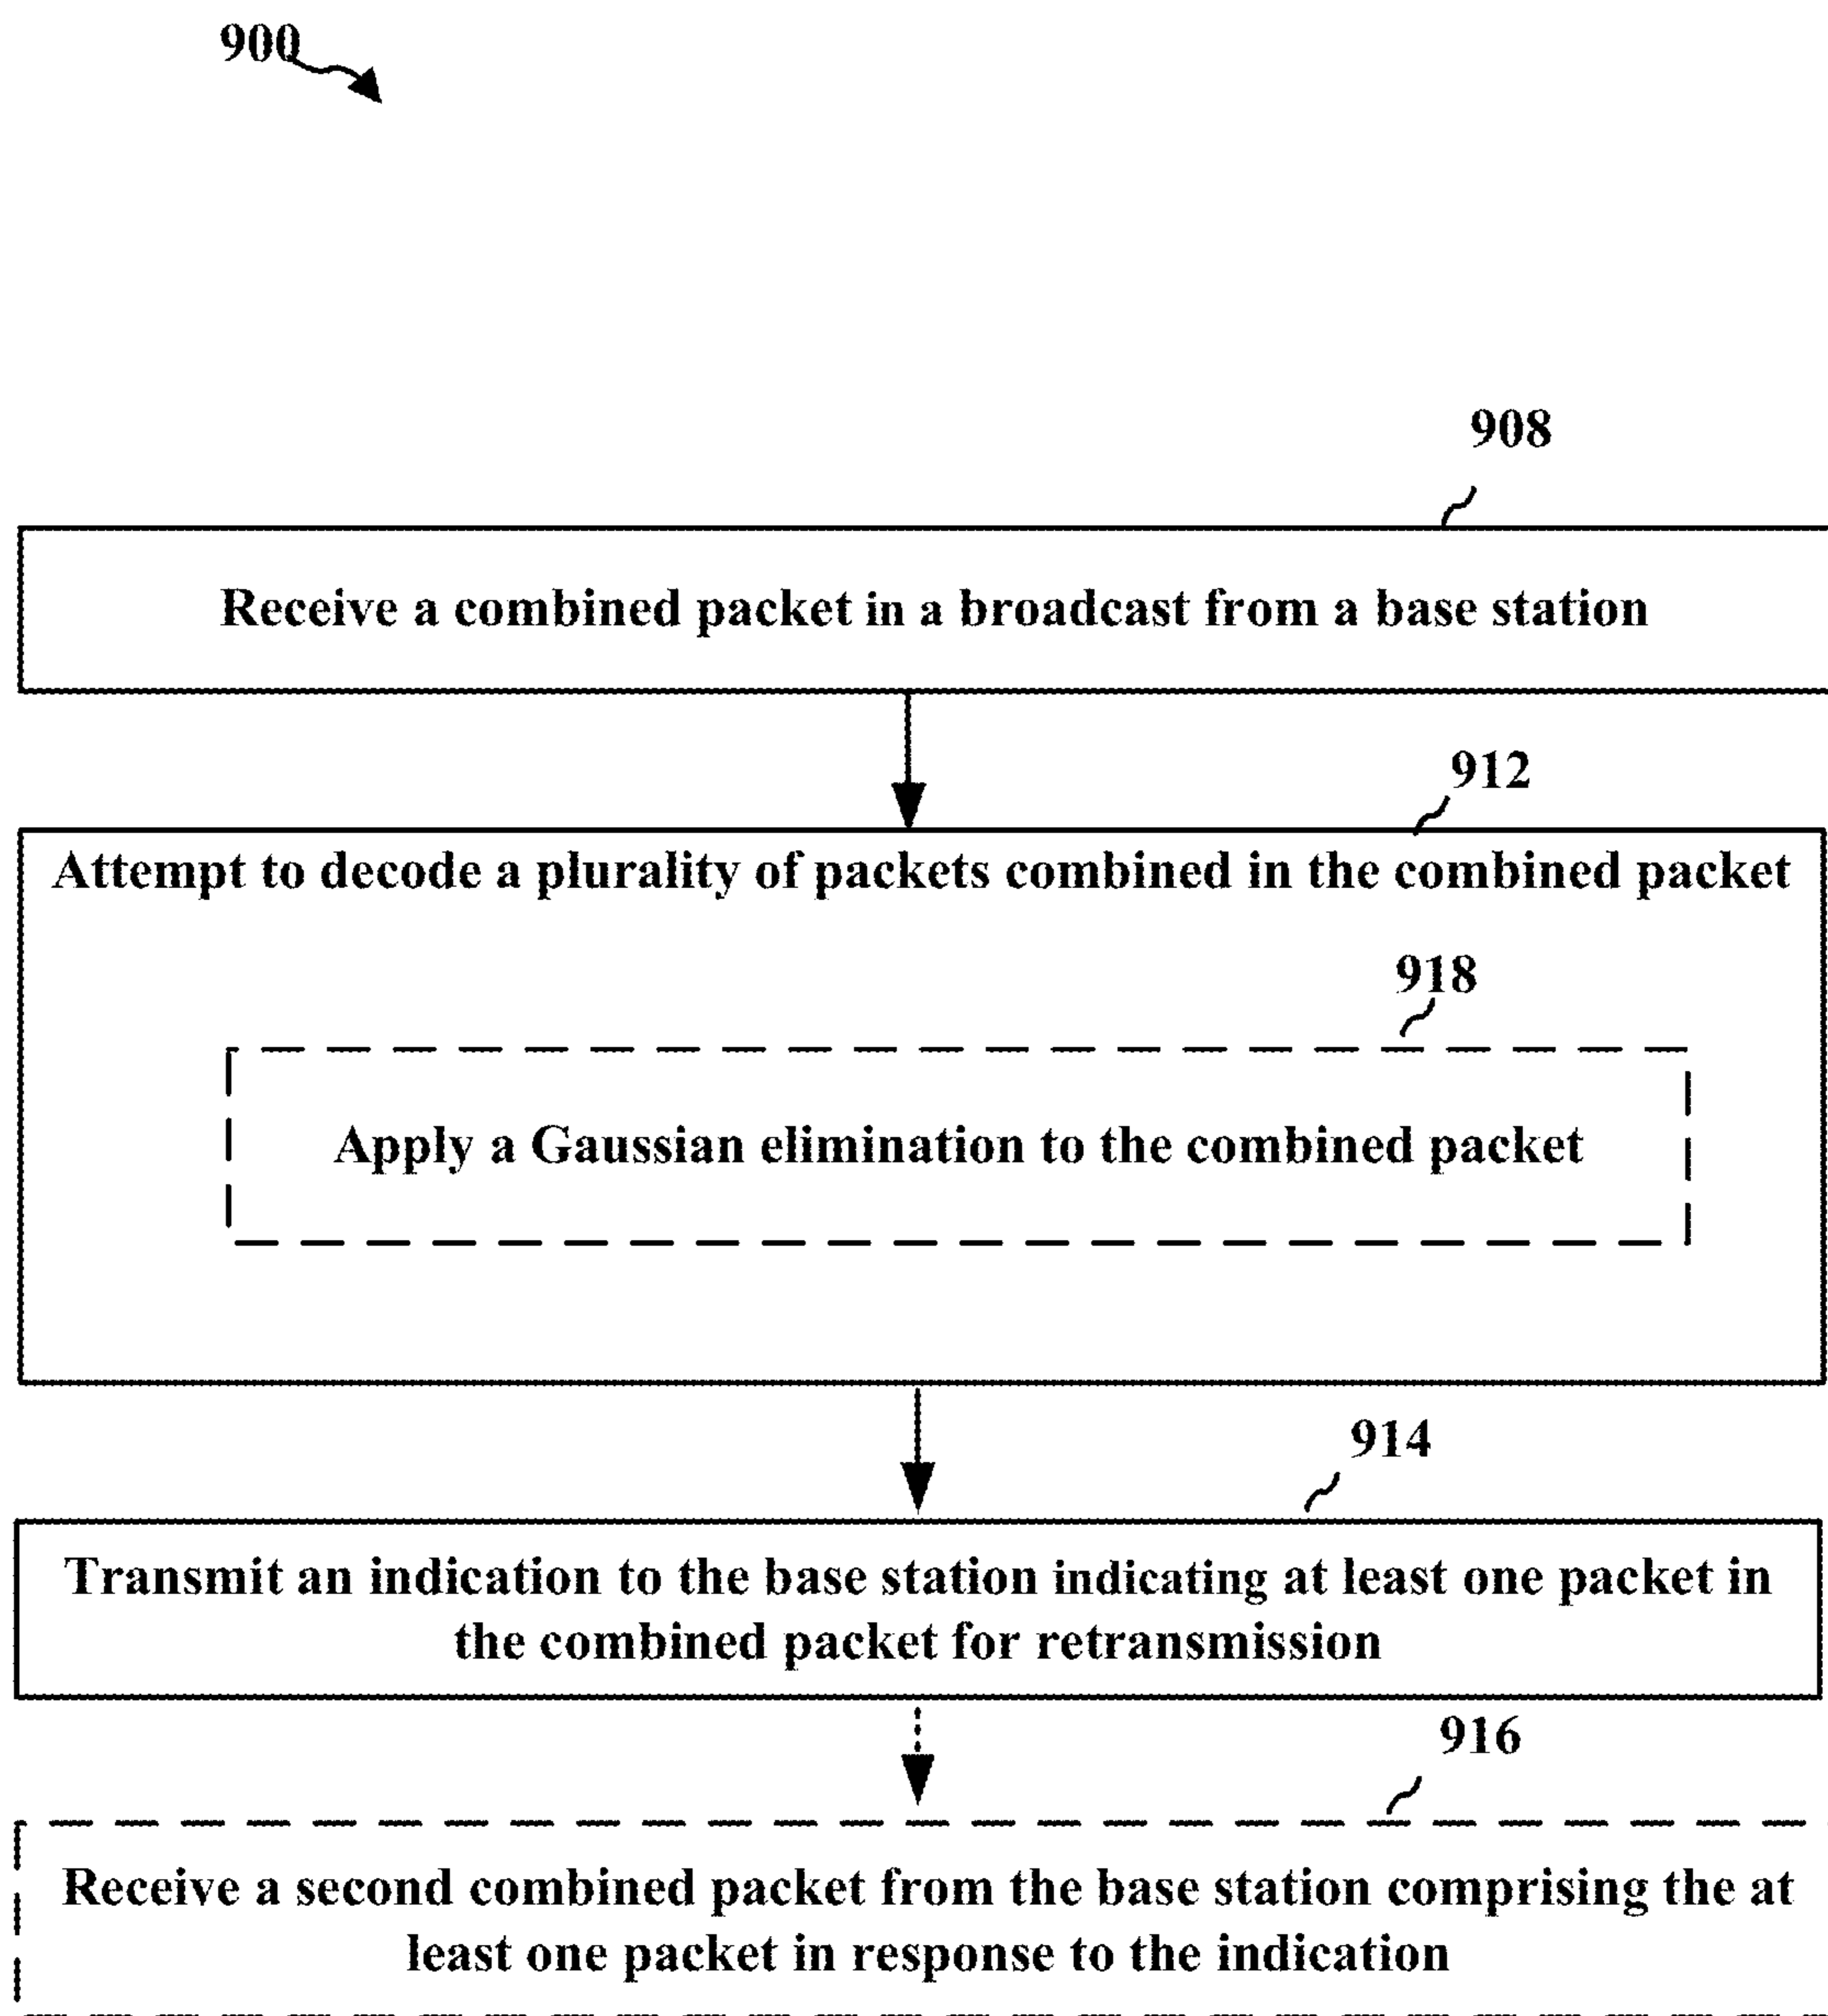 900
908
Receive a combined packet in a broadcast from a base station
912
Attempt to decode a plurality of packets combined in the combined packet
918
Apply a Gaussian elimination to the combined packet
914
Transmit an indication to the base station indicating at least one packet in
the combined packet for retransmission
916
Receive a second combined packet from the base station comprising the at
least one packet in response to the indication